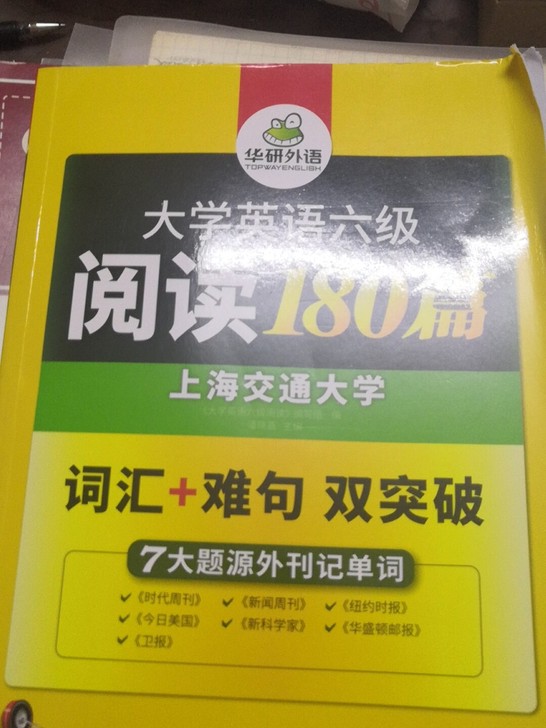 华研外语
TOPWAYENGLISH
大学英语六级
阅读180篇
上海交通大学
词汇+难句 双突破
7大题源外刊记单词
《时代周刊》 《新闻周刊》 《纽约时报》
《今日美国》 《新科学家》 《华盛顿邮报》
《卫报》